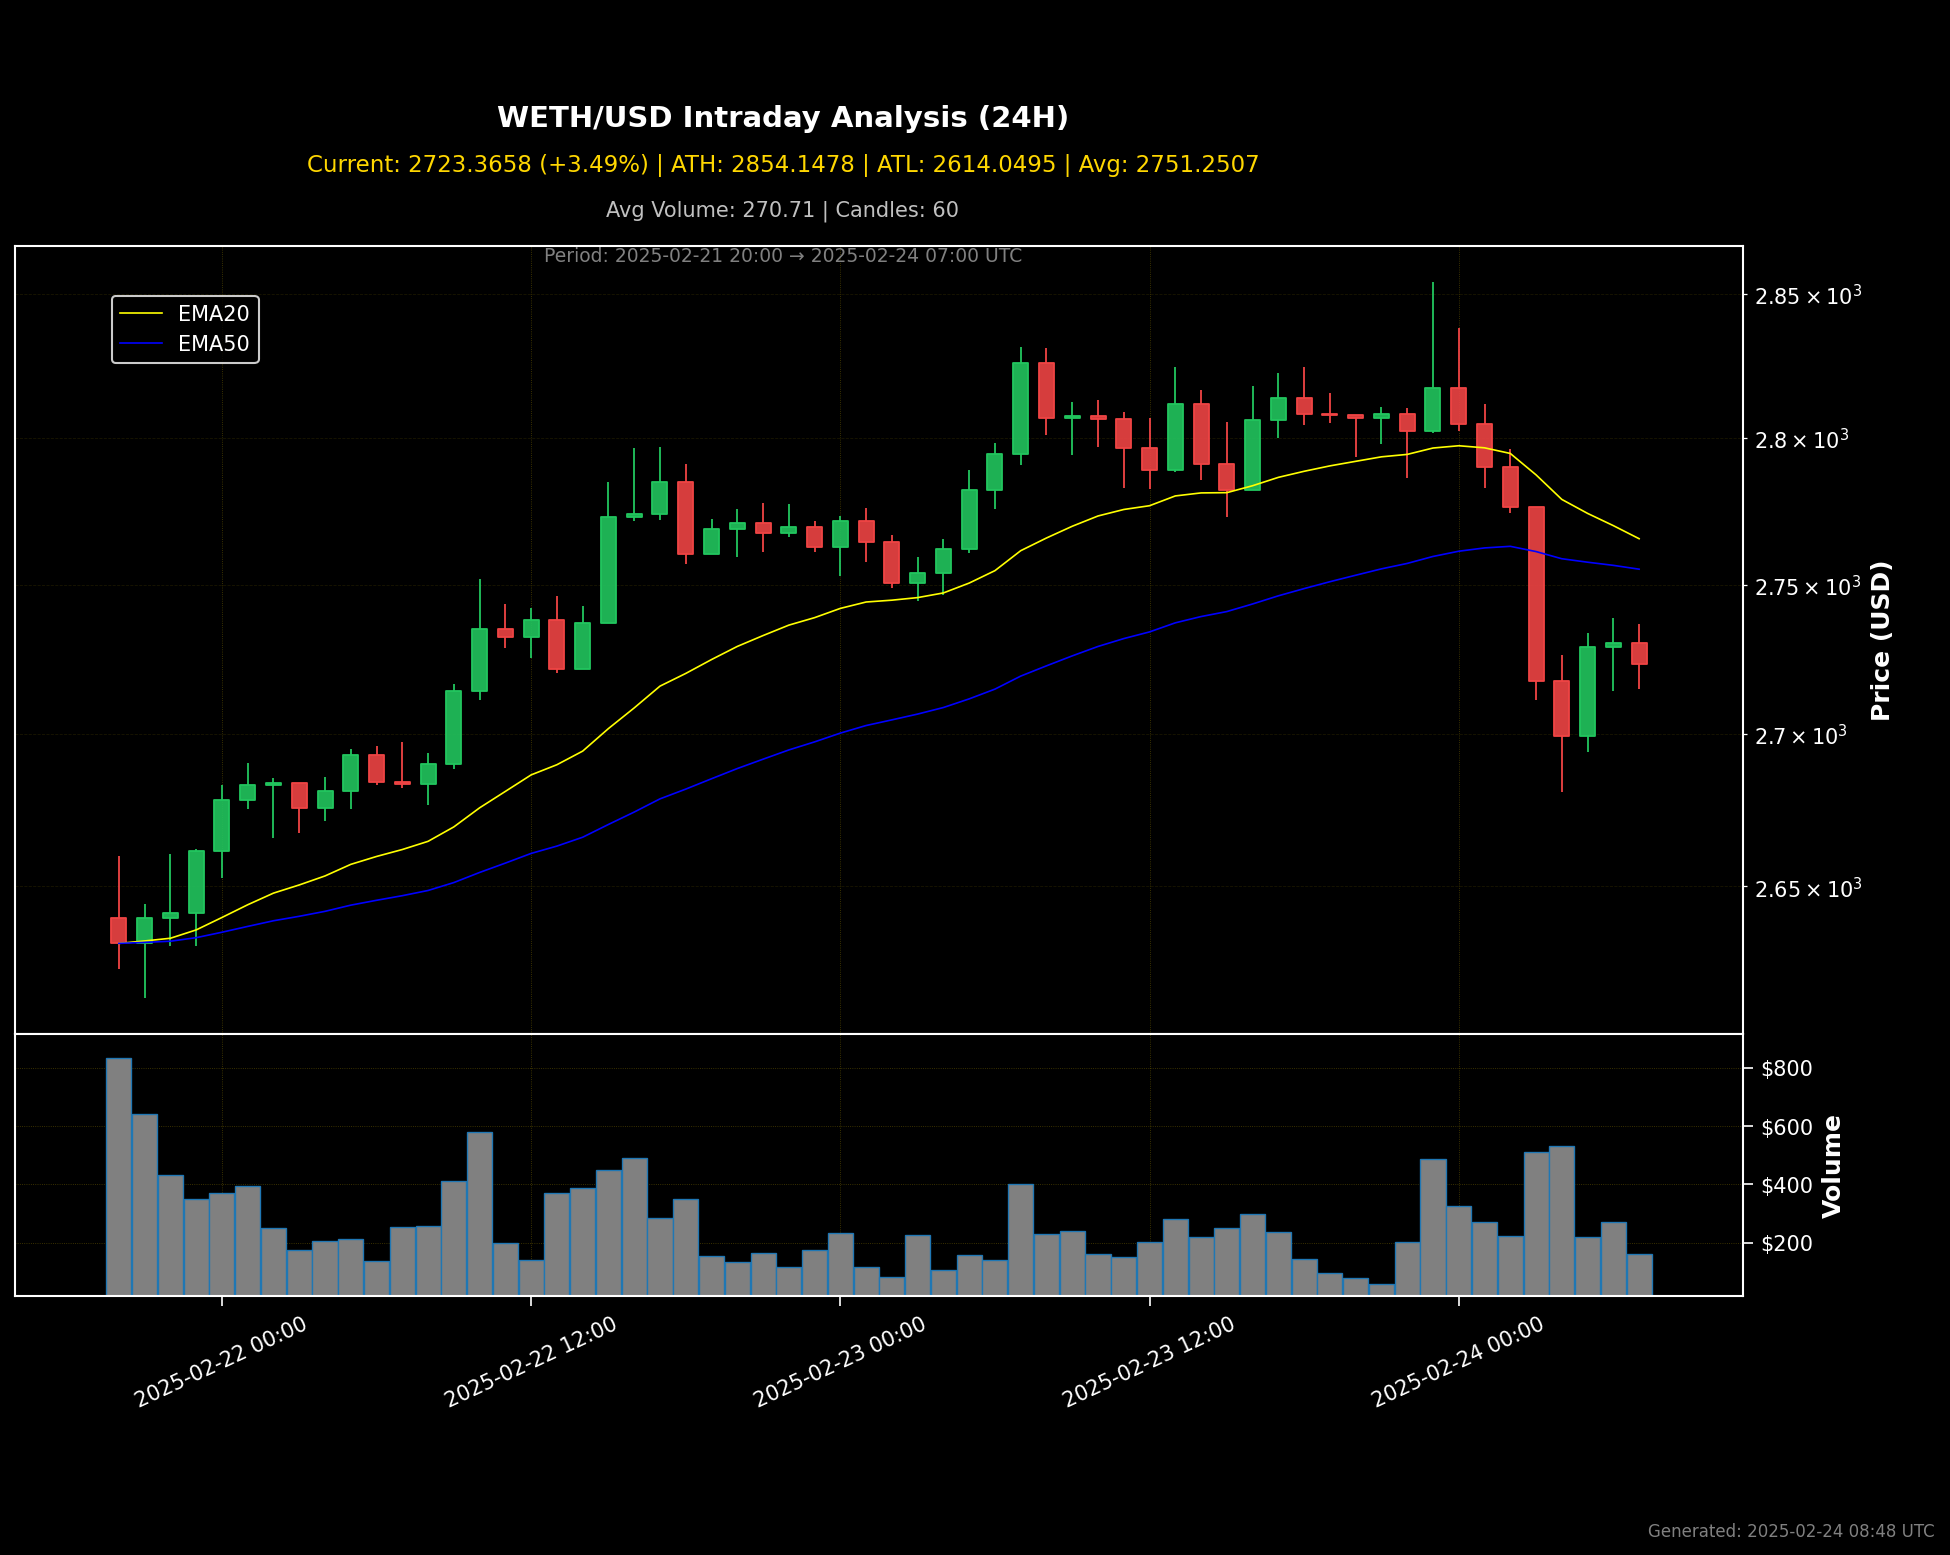 WETH/USD Intraday Analysis (24H)
Current: 2723.3658 (+3.49%) | ATH: 2854.1478 | ATL: 2614.0495 | Avg: 2751.2507
Avg Volume: 270.71 | Candles: 60
Period: 2025-02-21 20:00 → 2025-02-24 07:00 UTC
EMA20
EMA50
2.85 × 10³
2.8 × 10³
2.75 × 10³
2.7 × 10³
2.65 × 10³
Price (USD)
$800
$600
$400
$200
Volume
2025-02-22 00:00
2025-02-22 12:00
2025-02-23 00:00
2025-02-23 12:00
2025-02-24 00:00
Generated: 2025-02-24 08:48 UTC